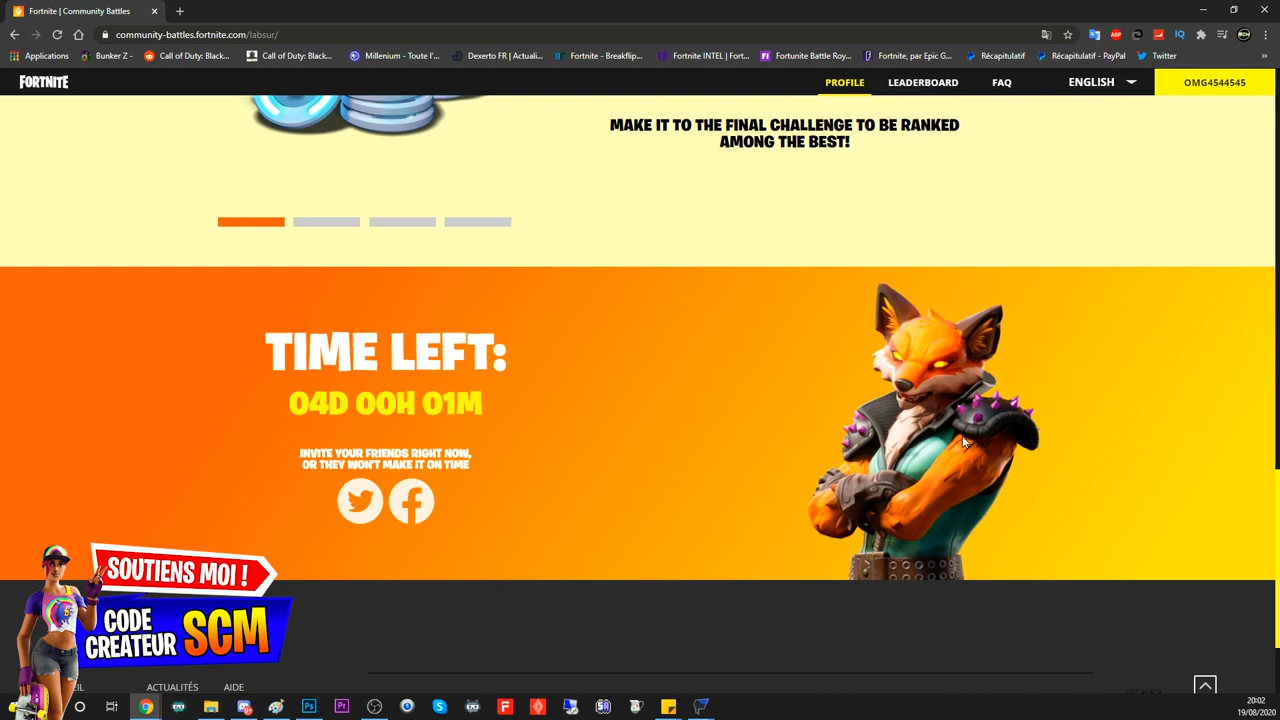 Fortnite | Community Battles
community-battles.fortnite.com/labsur/
Applications
Bunker Z -
Call of Duty: Black...
Call of Duty: Black...
Millenium - Toute l'...
Dexerto FR | Actuali...
Fortnite - Breakflip...
Fortnite INTEL | Fort...
Fortunite Battle Roy...
Fortnite, par Epic G...
Récapitulatif
Récapitulatif - PayPal
Twitter
»
FORTNITE
PROFILE
LEADERBOARD
FAQ
ENGLISH
OMG4544545
MAKE IT TO THE FINAL CHALLENGE TO BE RANKED
AMONG THE BEST!
TIME LEFT:
04D 00H 01M
INVITE YOUR FRIENDS RIGHT NOW,
OR THEY WON'T MAKE IT ON TIME
SOUTIENS MOI !
CODE
CREATEUR SCM
ACTUALITÉS
AIDE
20:02
19/08/2020